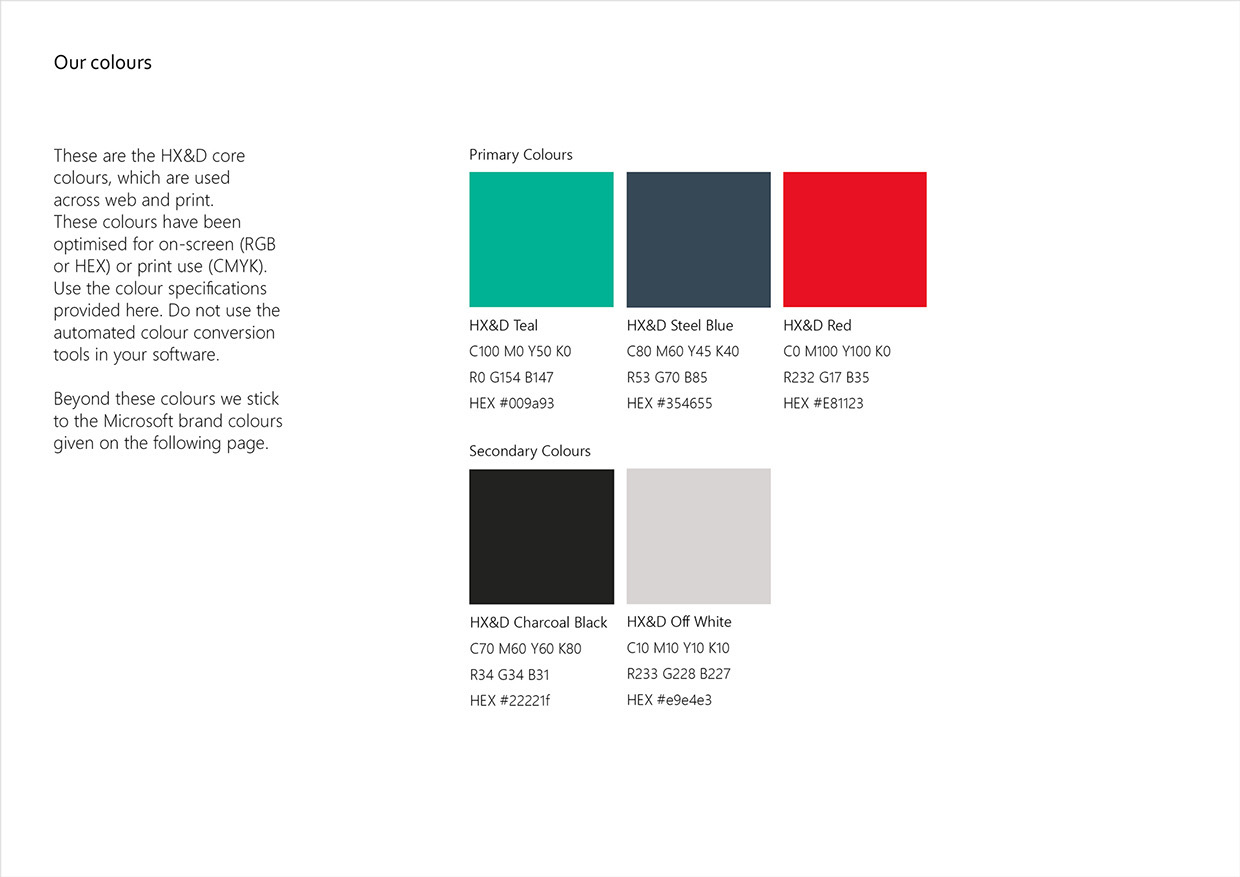 Our colours
These are the HX&D core
colours, which are used
across web and print.
These colours have been
optimised for on-screen (RGB
or HEX) or print use (CMYK).
Use the colour specifications
provided here. Do not use the
automated colour conversion
tools in your software.
Beyond these colours we stick
to the Microsoft brand colours
given on the following page.
Primary Colours
HX&D Teal
C100 M0 Y50 K0
R0 G154 B147
HEX #009a93
HX&D Steel Blue
C80 M60 Y45 K40
R53 G70 B85
HEX #354655
HX&D Red
C0 M100 Y100 K0
R232 G17 B35
HEX #E81123
Secondary Colours
HX&D Charcoal Black
C70 M60 Y60 K80
R34 G34 B31
HEX #22221f
HX&D Off White
C10 M10 Y10 K10
R233 G228 B227
HEX #e9e4e3